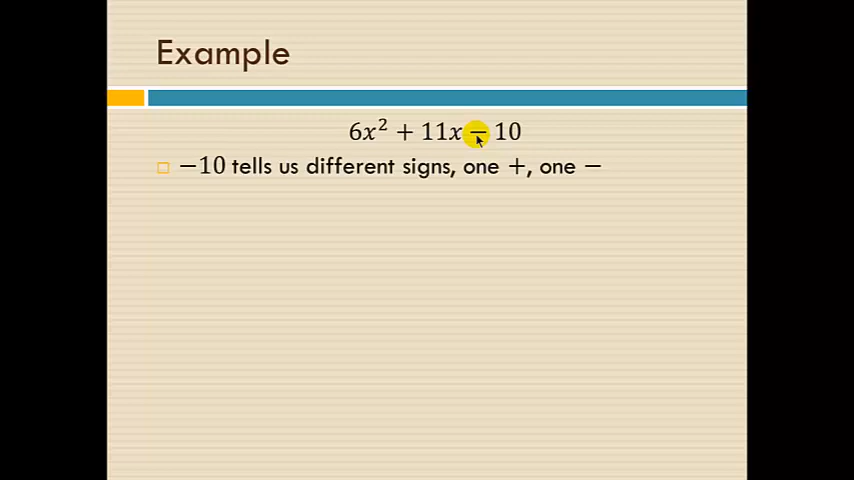 Example
6x² + 11x − 10
−10 tells us different signs, one +, one −